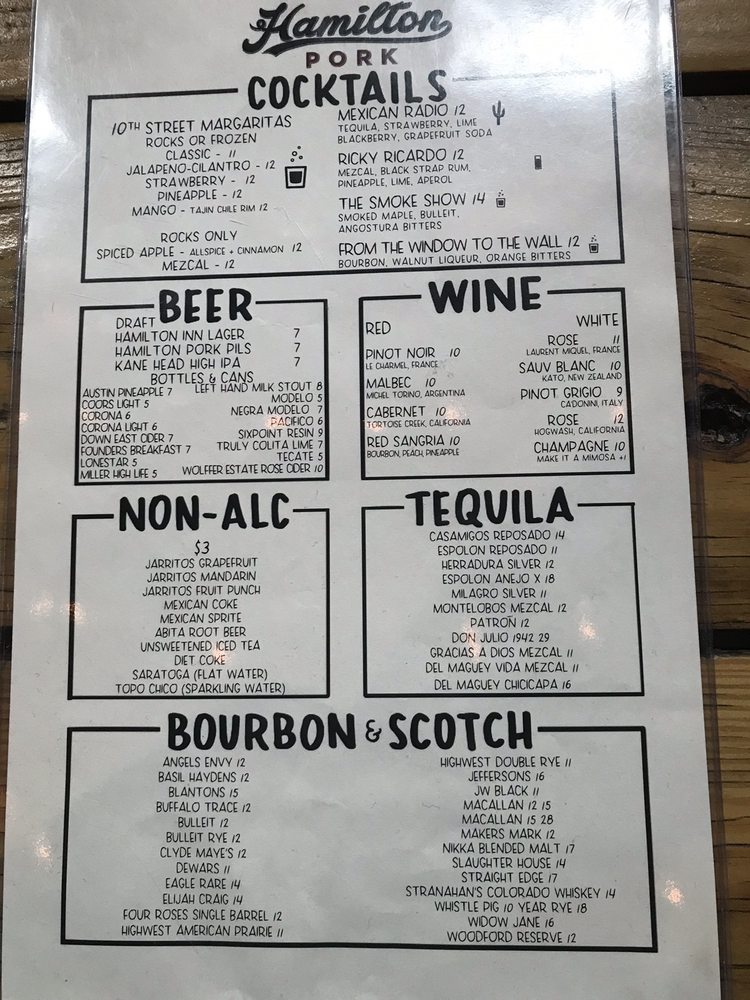 Hamilton
PORK
COCKTAILS
10TH STREET MARGARITAS
ROCKS OR FROZEN
CLASSIC - 11
JALAPENO-CILANTRO - 12
STRAWBERRY - 12
PINEAPPLE - 12
MANGO - TAJIN CHILE RIM 12
ROCKS ONLY
SPICED APPLE - ALLSPICE + CINNAMON 12
MEZCAL - 12
MEXICAN RADIO 12
TEQUILA, STRAWBERRY, LIME
BLACKBERRY, GRAPEFRUIT SODA
RICKY RICARDO 12
MEZCAL, BLACK STRAP RUM,
PINEAPPLE, LIME, APEROL
THE SMOKE SHOW 14
SMOKED MAPLE, BULLEIT,
ANGOSTURA BITTERS
FROM THE WINDOW TO THE WALL 12
BOURBON, WALNUT LIQUEUR, ORANGE BITTERS
BEER
DRAFT
HAMILTON INN LAGER 7
HAMILTON PORK PILS 7
KANE HEAD HIGH IPA 7
BOTTLES & CANS
AUSTIN PINEAPPLE 7
COORS LIGHT 5
CORONA 6
CORONA LIGHT 6
DOWN EAST CIDER 7
FOUNDERS BREAKFAST 7
LONESTAR 5
MILLER HIGH LIFE 5
LEFT HAND MILK STOUT 8
MODELO 5
NEGRA MODELO 7
PACIFICO 6
SIXPOINT RESIN 9
TRULY COLITA LIME 7
TECATE 5
WOLFFER ESTATE ROSE CIDER 10
WINE
RED
PINOT NOIR 10
LE CHARMEL, FRANCE
MALBEC 10
MICHEL TORINO, ARGENTINA
CABERNET 10
TORTOISE CREEK, CALIFORNIA
RED SANGRIA 10
BOURBON, PEACH, PINEAPPLE
WHITE
ROSE 11
LAURENT MIQUEL, FRANCE
SAUV BLANC 10
KATO, NEW ZEALAND
PINOT GRIGIO 9
CA'DONINI, ITALY
ROSE 12
HOGWASH, CALIFORNIA
CHAMPAGNE 10
MAKE IT A MIMOSA +1
NON-ALC
$3
JARRITOS GRAPEFRUIT
JARRITOS MANDARIN
JARRITOS FRUIT PUNCH
MEXICAN COKE
MEXICAN SPRITE
ABITA ROOT BEER
UNSWEETENED ICED TEA
DIET COKE
SARATOGA (FLAT WATER)
TOPO CHICO (SPARKLING WATER)
TEQUILA
CASAMIGOS REPOSADO 14
ESPOLON REPOSADO 11
HERRADURA SILVER 12
ESPOLON ANEJO X 18
MILAGRO SILVER 11
MONTELOBOS MEZCAL 12
PATROÑ 12
DON JULIO 1942 29
GRACIAS A DIOS MEZCAL 11
DEL MAGUEY VIDA MEZCAL 11
DEL MAGUEY CHICICAPA 16
BOURBON & SCOTCH
ANGELS ENVY 12
BASIL HAYDENS 12
BLANTONS 15
BUFFALO TRACE 12
BULLEIT 12
BULLEIT RYE 12
CLYDE MAYE'S 12
DEWARS 11
EAGLE RARE 14
ELIJAH CRAIG 14
FOUR ROSES SINGLE BARREL 12
HIGHWEST AMERICAN PRAIRIE 11
HIGHWEST DOUBLE RYE 11
JEFFERSONS 16
JW BLACK 11
MACALLAN 12 15
MACALLAN 15 28
MAKERS MARK 12
NIKKA BLENDED MALT 17
SLAUGHTER HOUSE 14
STRAIGHT EDGE 17
STRANAHAN'S COLORADO WHISKEY 14
WHISTLE PIG 10 YEAR RYE 18
WIDOW JANE 16
WOODFORD RESERVE 12